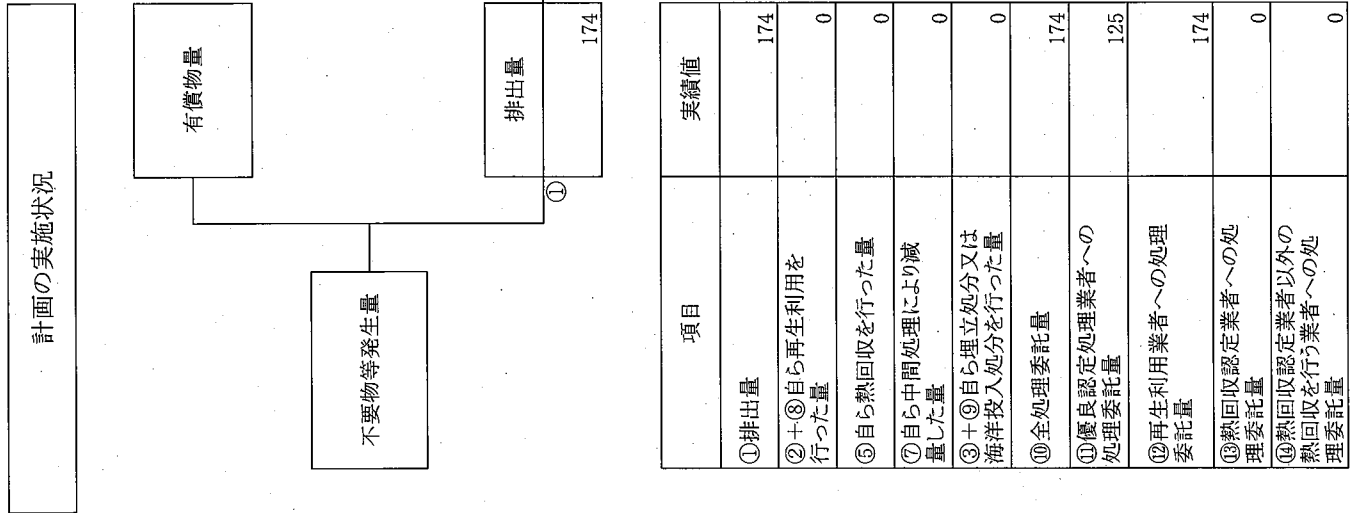 計画の実施状況
不要物等発生量
有償物量
①
排出量
174
項目
実績値
①排出量
174
②+⑧自ら再生利用を
行った量
0
⑤自ら熱回収を行った量
0
⑦自ら中間処理により減
量した量
0
③+⑨自ら埋立処分又は
海洋投入処分を行った量
0
⑩全処理委託量
174
⑪優良認定処理業者への
処理委託量
125
⑫再生利用業者への処理
委託量
174
⑬熱回収認定業者への処
理委託量
0
⑭熱回収認定業者以外の
熱回収を行う業者への処
理委託量
0